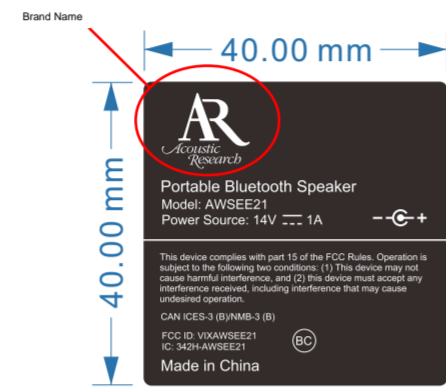 Brand Name
40.00 mm
40.00 mm
AR
Acoustic
Research
Portable Bluetooth Speaker
Model: AWSEE21
Power Source: 14V ⎓ 1A
This device complies with part 15 of the FCC Rules. Operation is
subject to the following two conditions: (1) This device may not
cause harmful interference, and (2) this device must accept any
interference received, including interference that may cause
undesired operation.
CAN ICES-3 (B)/NMB-3 (B)
FCC ID: VIXAWSEE21
IC: 342H-AWSEE21
BC
Made in China